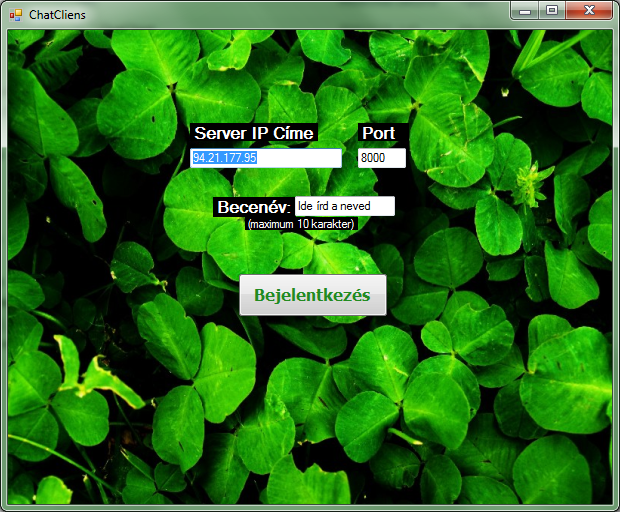 ChatCliens
Server IP Címe Port
94.21.177.95 8000
Becenév: Ide írd a neved
(maximum 10 karakter)
Bejelentkezés